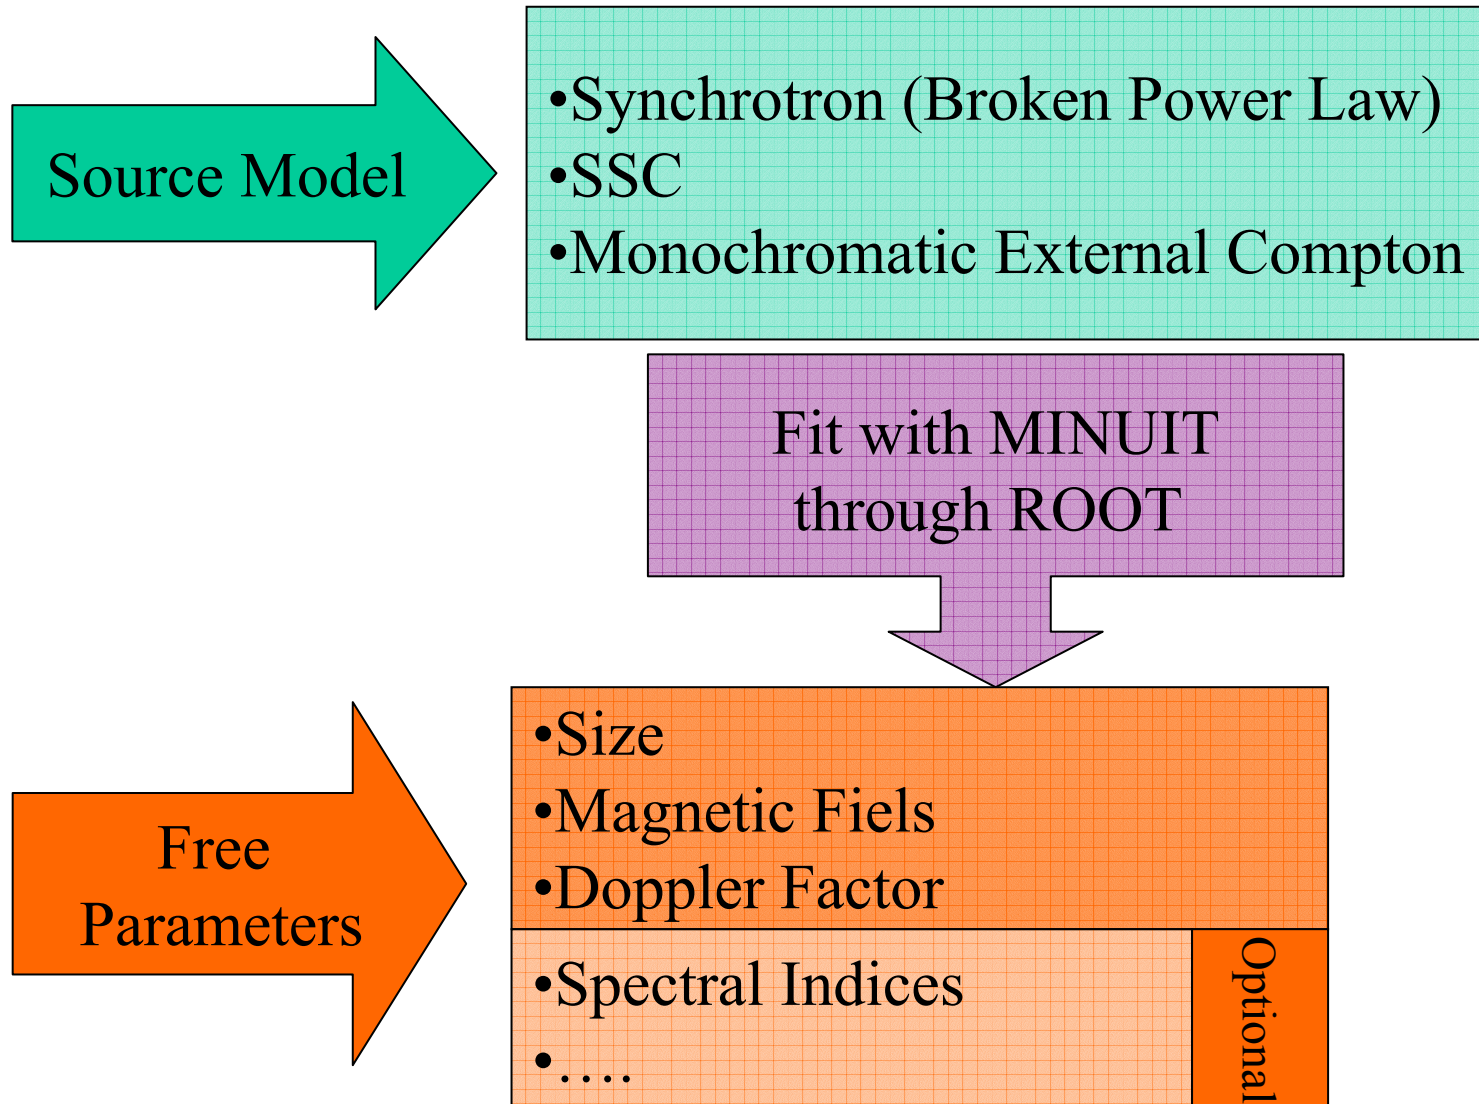 Source Model
•Synchrotron (Broken Power Law)
•SSC
•Monochromatic External Compton
Fit with MINUIT
through ROOT
Free
Parameters
•Size
•Magnetic Fiels
•Doppler Factor
•Spectral Indices
•….
Optional